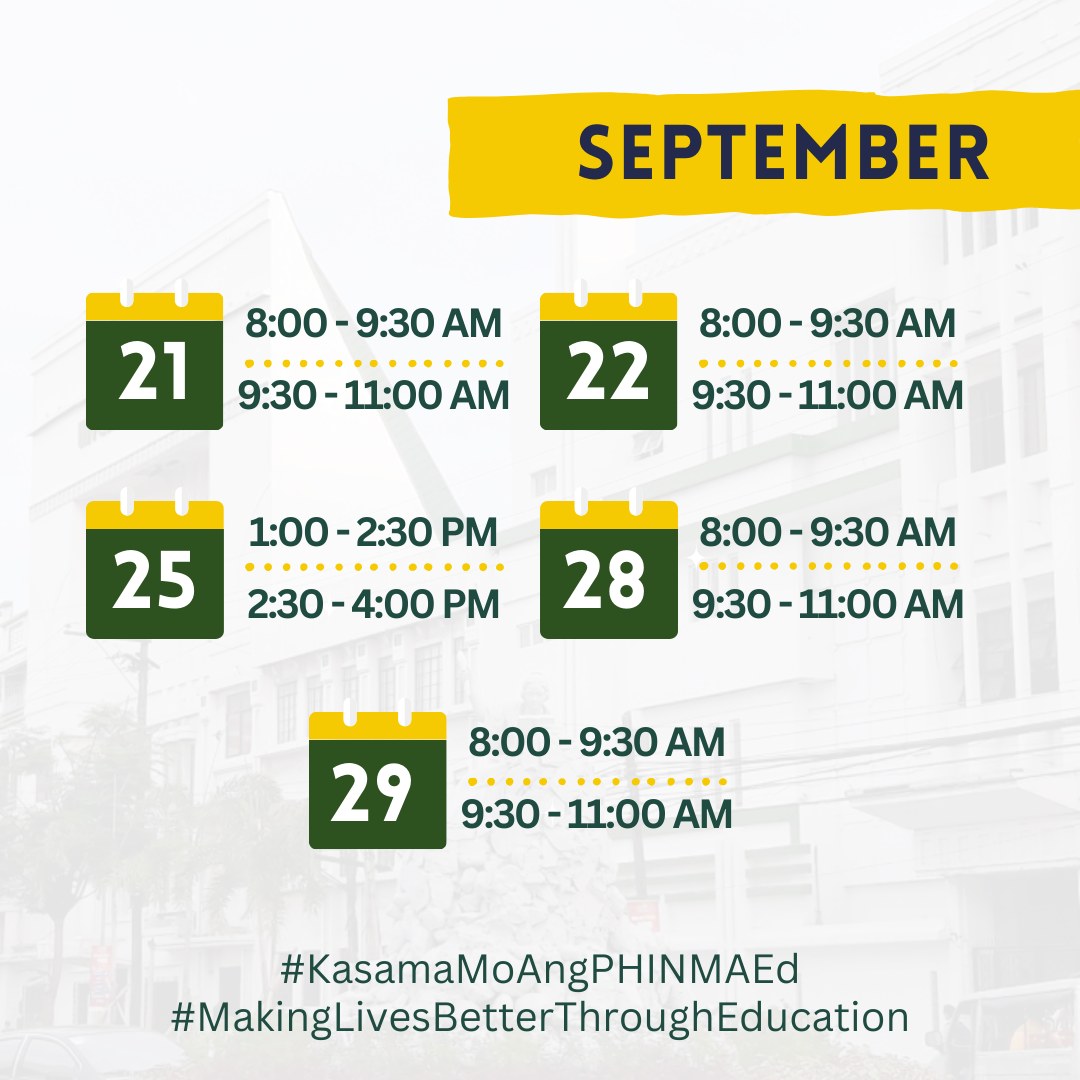 SEPTEMBER
21
8:00 - 9:30 AM
9:30 - 11:00 AM
22
8:00 - 9:30 AM
9:30 - 11:00 AM
25
1:00 - 2:30 PM
2:30 - 4:00 PM
28
8:00 - 9:30 AM
9:30 - 11:00 AM
29
8:00 - 9:30 AM
9:30 - 11:00 AM
#KasamaMoAngPHINMAEd
#MakingLivesBetterThroughEducation